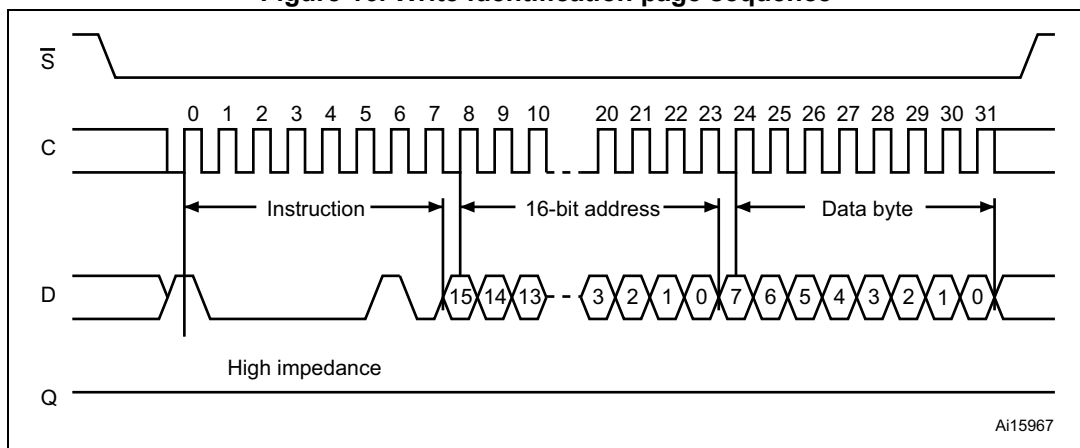 S
0 1 2 3 4 5 6 7 8 9 10 20 21 22 23 24 25 26 27 28 29 30 31
C
Instruction 16-bit address Data byte
D 15 14 13 3 2 1 0 7 6 5 4 3 2 1 0
High impedance
Q
Ai15967